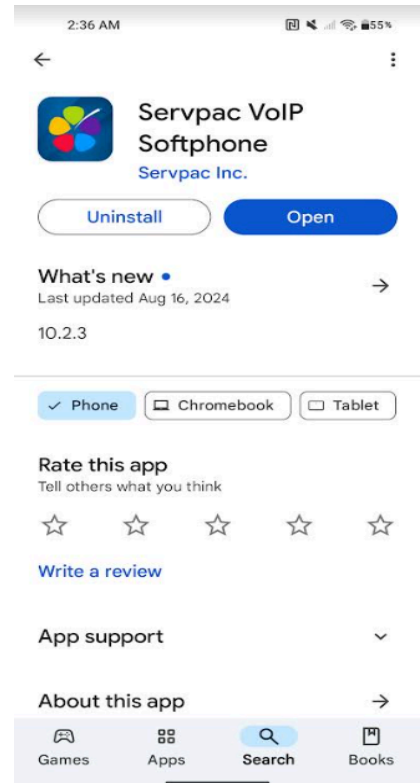 2:36 AM 55%
Servpac VoIP
Softphone
Servpac Inc.
Uninstall Open
What's new
Last updated Aug 16, 2024
10.2.3
Phone Chromebook Tablet
Rate this app
Tell others what you think
Write a review
App support
About this app
Games Apps Search Books